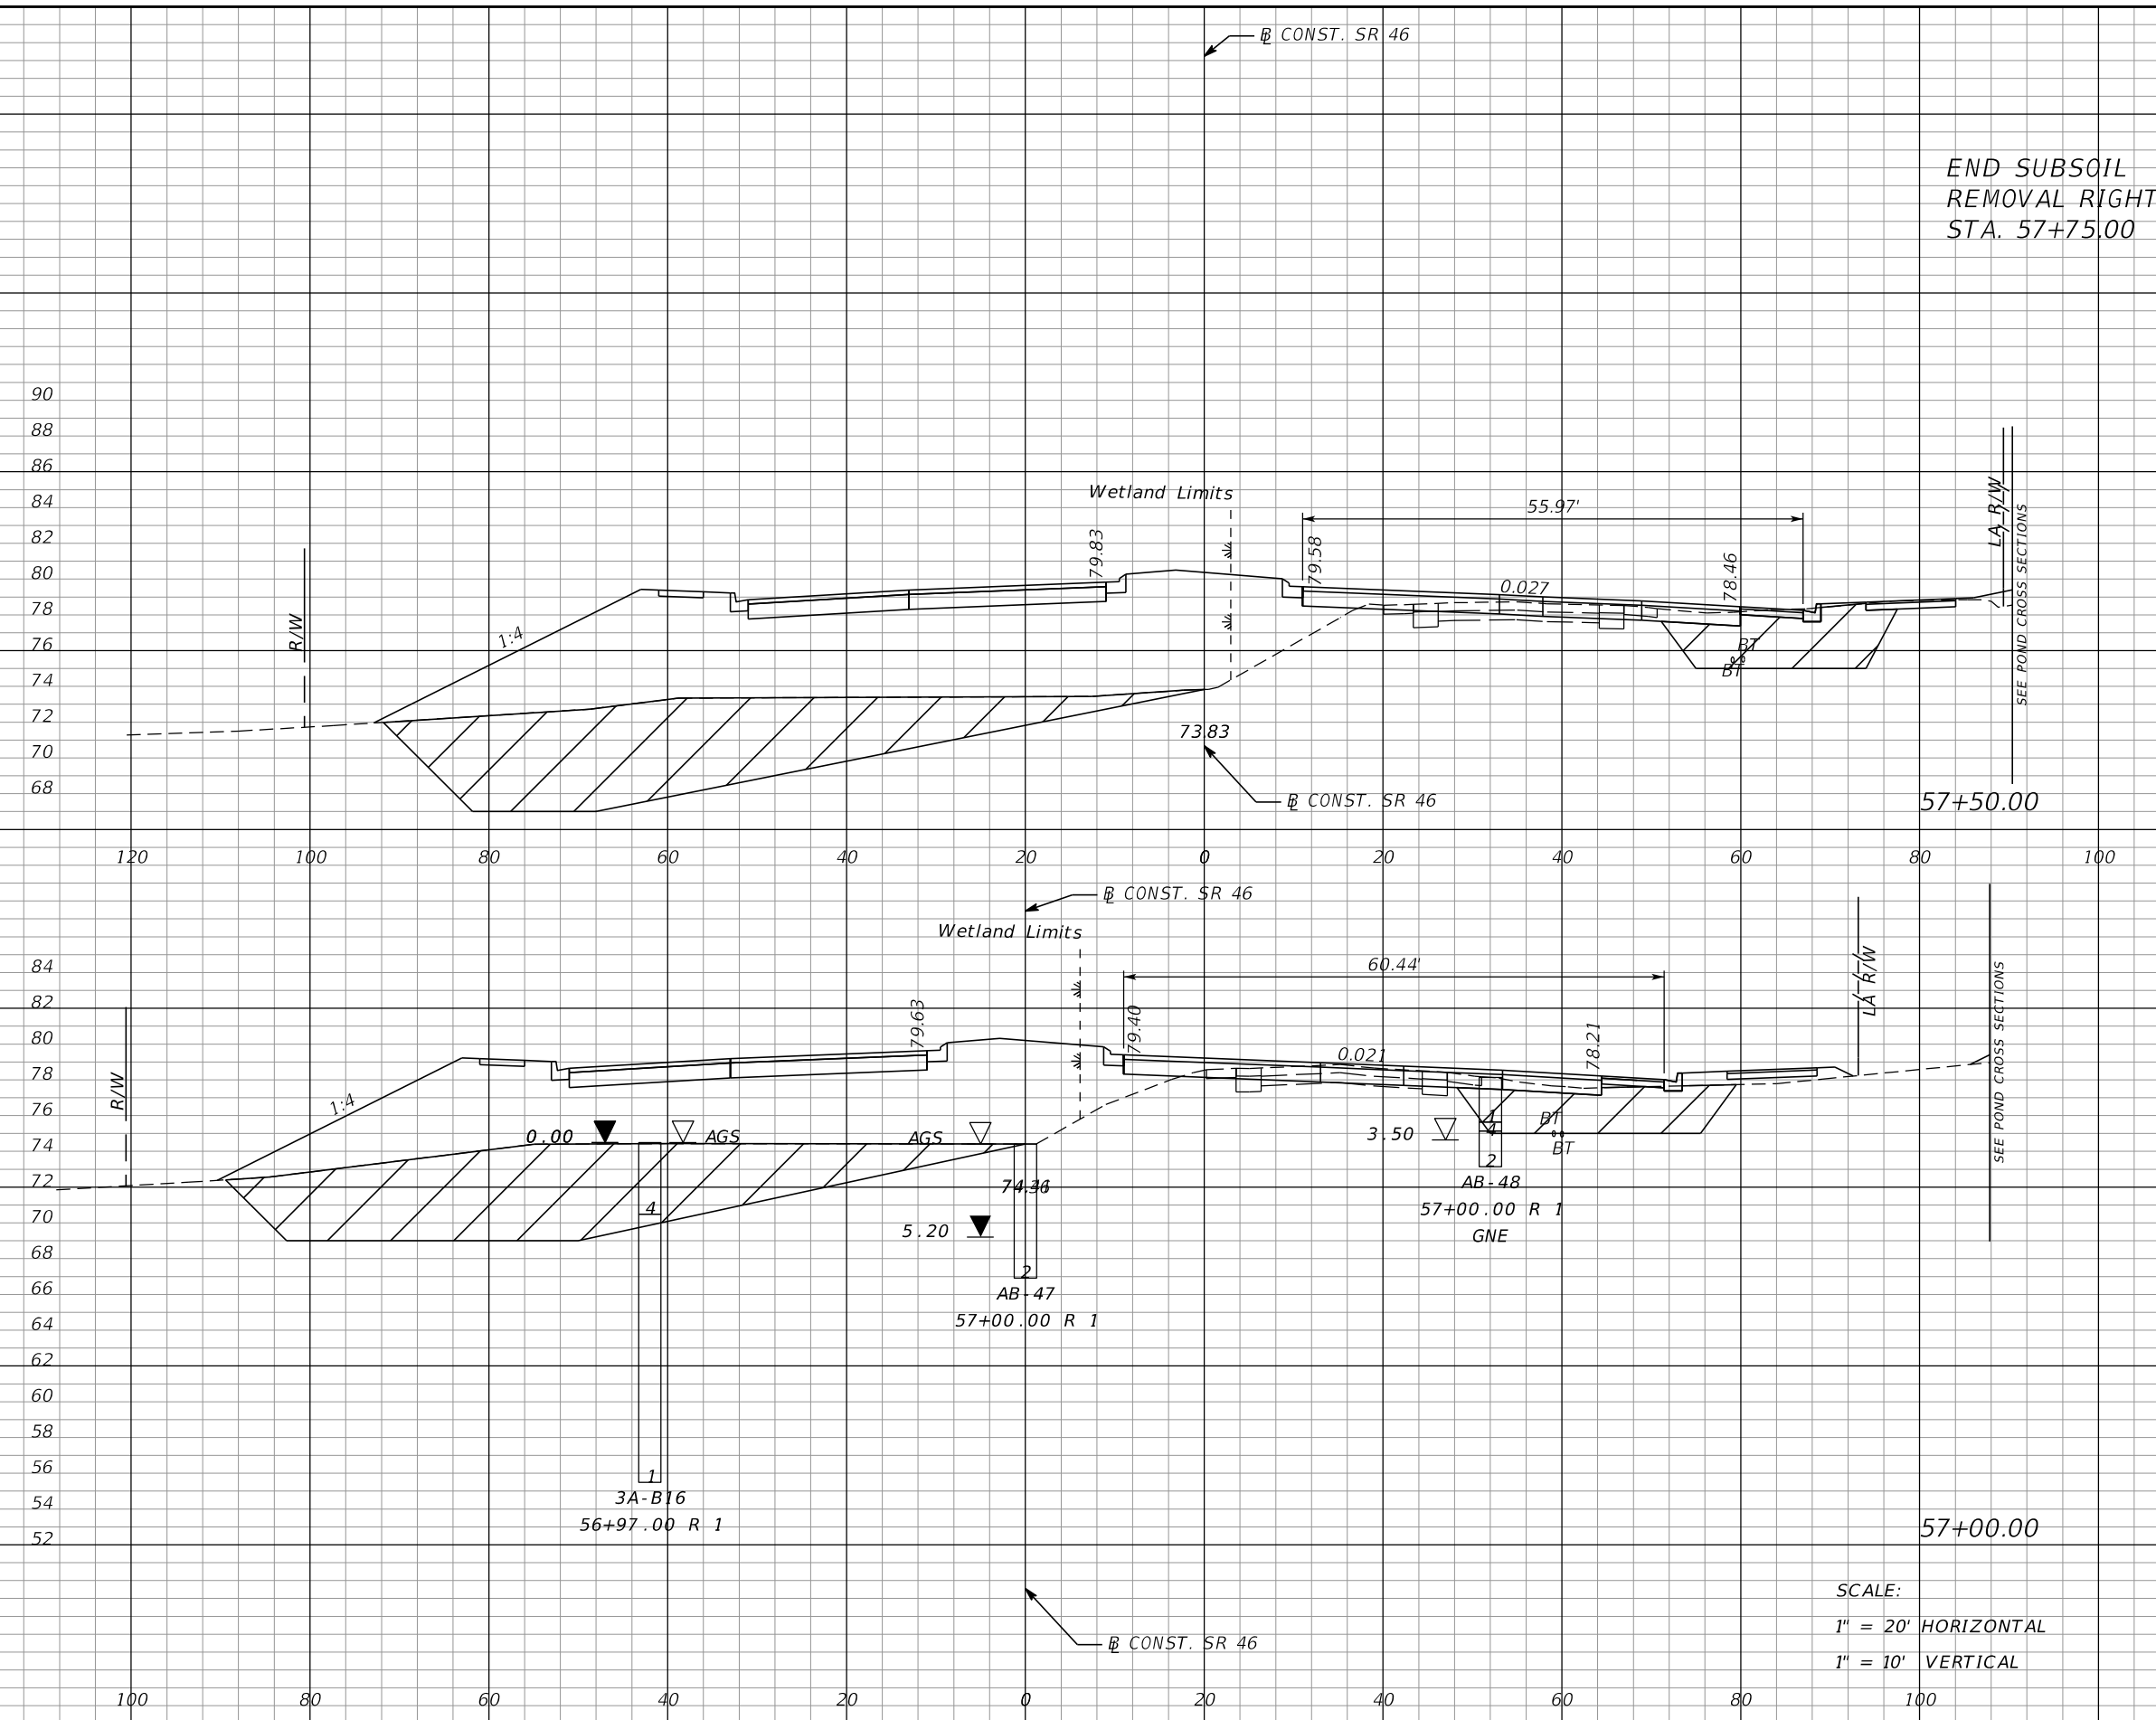 ℄ CONST. SR 46
END SUBSOIL
REMOVAL RIGHT
STA. 57+75.00
90
88
86
84
82
80
78
76
74
72
70
68
R/W
1:4
79.83
Wetland Limits
79.58
55.97'
0.027
78.46
BT
BT
LA R/W
SEE POND CROSS SECTIONS
73.83
℄ CONST. SR 46
57+50.00
120 100 80 60 40 20 0 20 40 60 80 100
℄ CONST. SR 46
Wetland Limits
84
82
80
78
76
74
72
70
68
66
64
62
60
58
56
54
52
R/W
1:4
79.63
79.40
60.44'
0.021
78.21
LA R/W
SEE POND CROSS SECTIONS
0.00
AGS
AGS
3.50
1
4
2
BT
BT
AB-48
57+00.00 R 1
GNE
4
5.20
2
AB-47
57+00.00 R 1
1
3A-B16
56+97.00 R 1
57+00.00
℄ CONST. SR 46
SCALE:
1" = 20' HORIZONTAL
1" = 10' VERTICAL
100 80 60 40 20 0 20 40 60 80 100